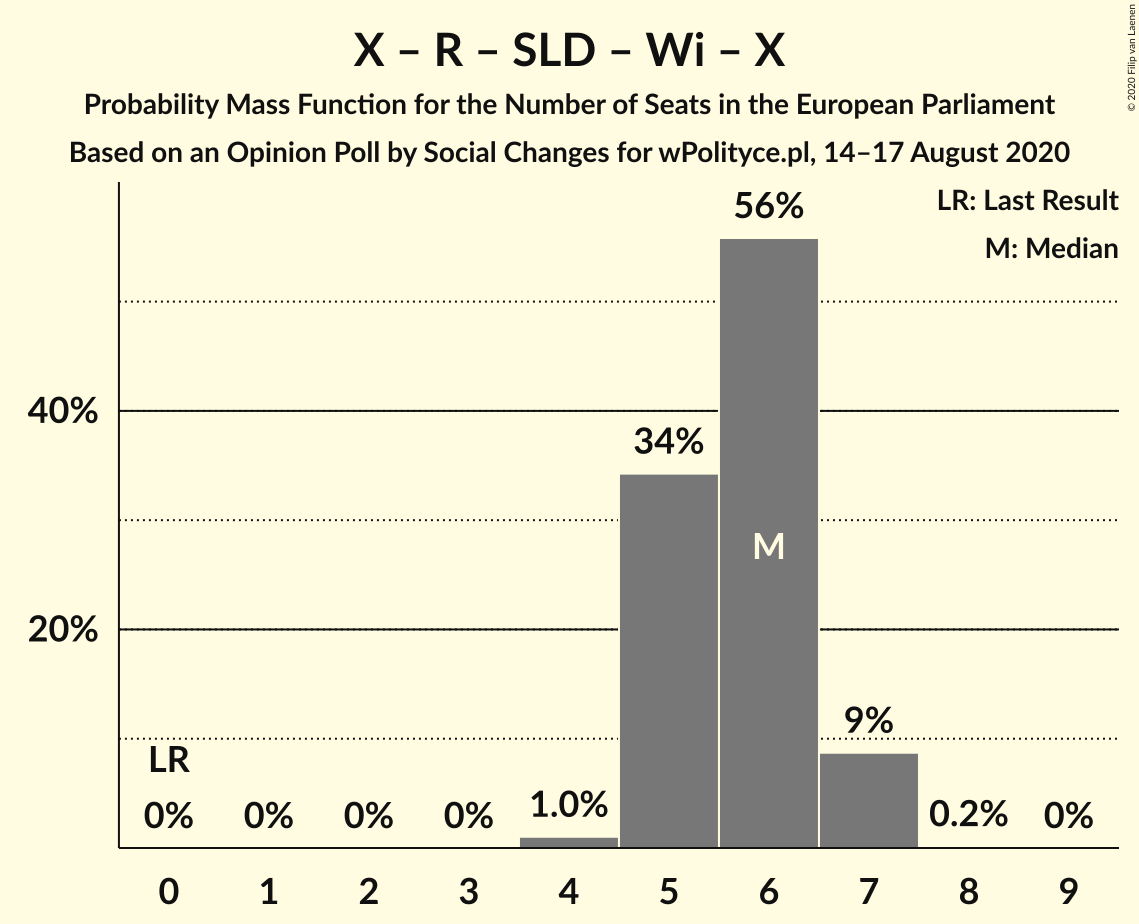 X – R – SLD – Wi – X
Probability Mass Function for the Number of Seats in the European Parliament
Based on an Opinion Poll by Social Changes for wPolityce.pl, 14–17 August 2020
© 2020 Filip van Laenen
LR: Last Result
M: Median
56%
40%
34%
M
20%
9%
LR
0% 0% 0% 0% 1.0% 0.2% 0%
0 1 2 3 4 5 6 7 8 9